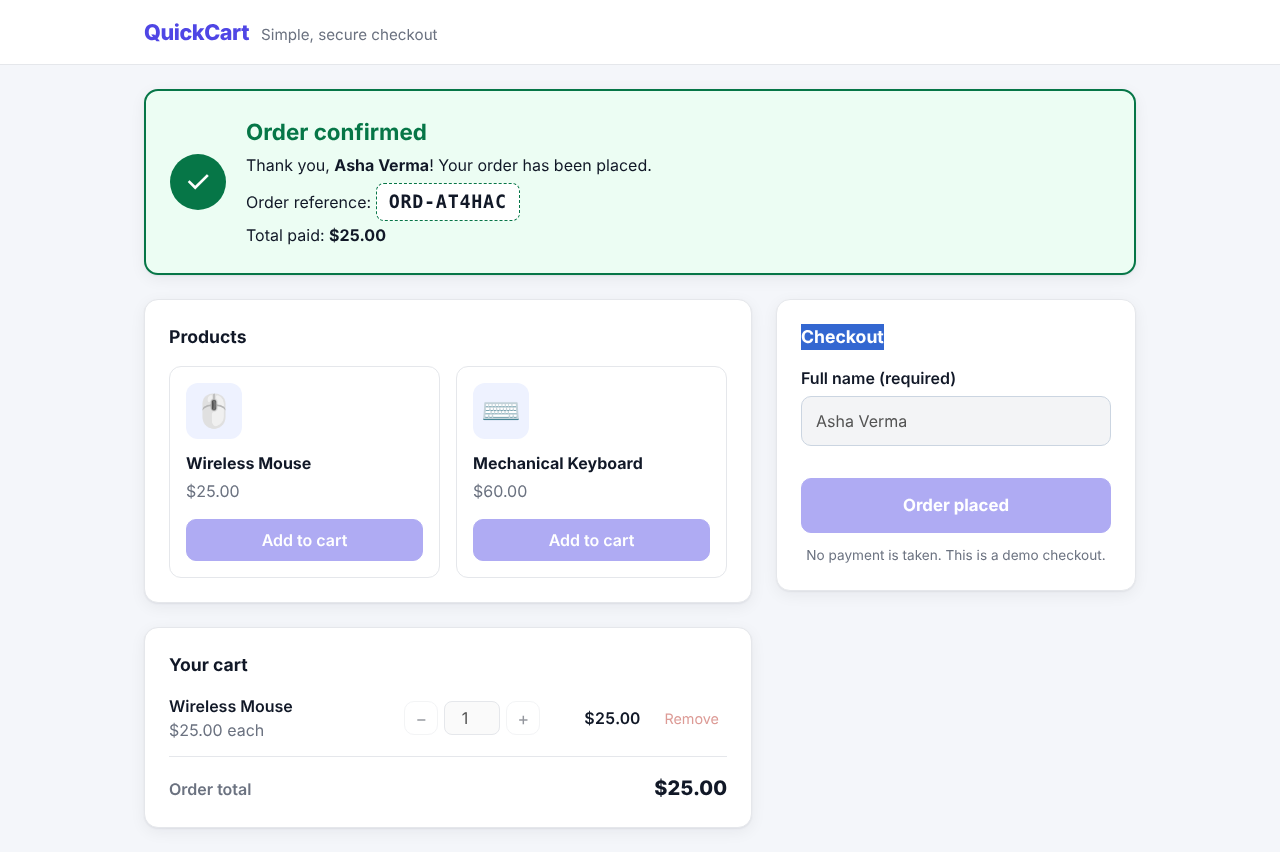 QuickCart Simple, secure checkout
Order confirmed
Thank you, Asha Verma! Your order has been placed.
Order reference: ORD-AT4HAC
Total paid: $25.00
Products
Wireless Mouse
$25.00
Add to cart
Mechanical Keyboard
$60.00
Add to cart
Checkout
Full name (required)
Asha Verma
Order placed
No payment is taken. This is a demo checkout.
Your cart
Wireless Mouse
$25.00 each
− 1 + $25.00 Remove
Order total $25.00